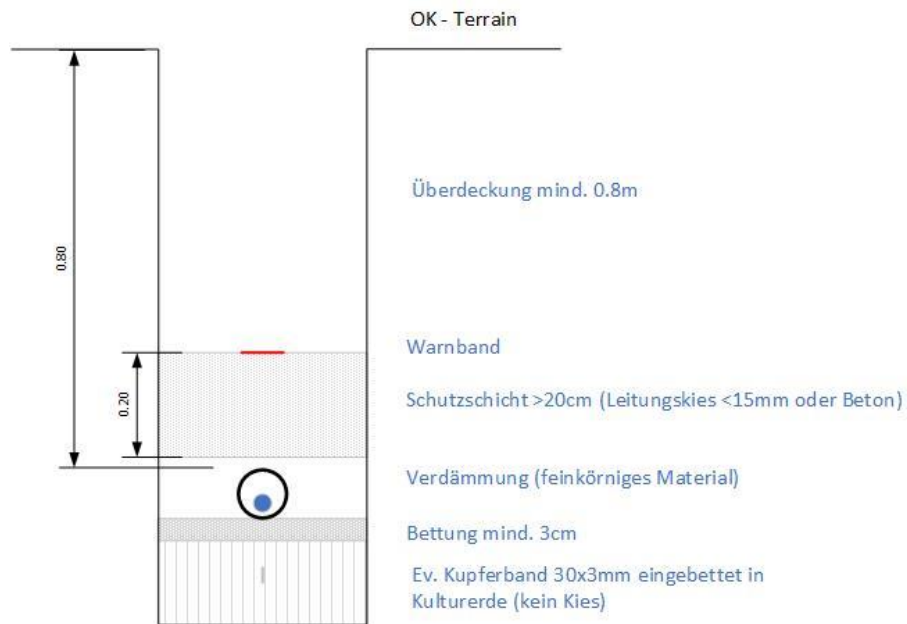 OK - Terrain
Überdeckung mind. 0.8m
0.80
Warnband
0.20
Schutzschicht >20cm (Leitungskies <15mm oder Beton)
Verdämmung (feinkörniges Material)
Bettung mind. 3cm
Ev. Kupferband 30x3mm eingebettet in
Kulturerde (kein Kies)